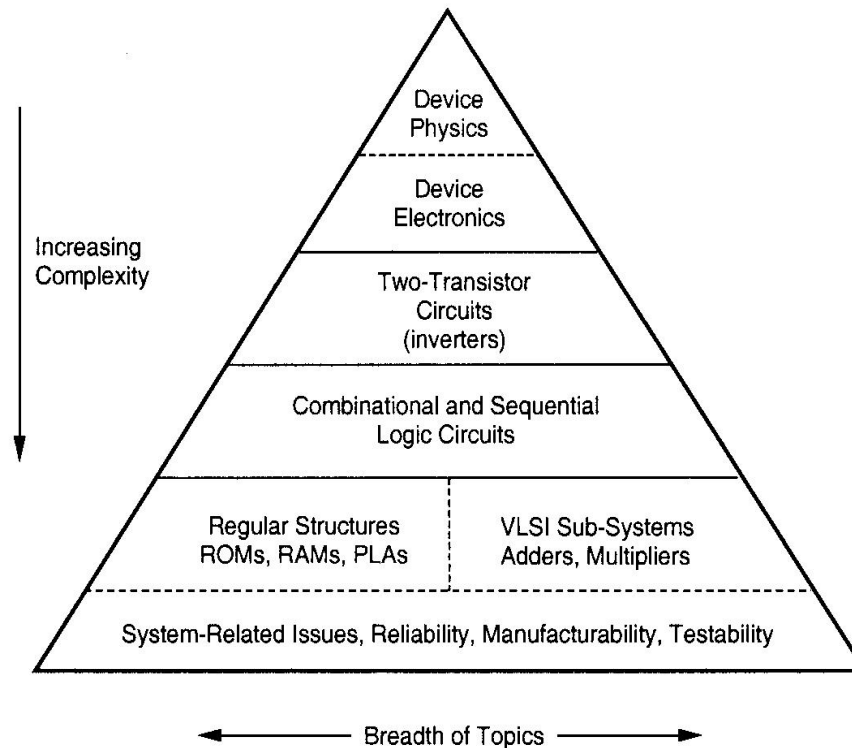 Device
Physics
Device
Electronics
Increasing
Complexity
Two-Transistor
Circuits
(inverters)
Combinational and Sequential
Logic Circuits
Regular Structures
ROMs, RAMs, PLAs
VLSI Sub-Systems
Adders, Multipliers
System-Related Issues, Reliability, Manufacturability, Testability
Breadth of Topics